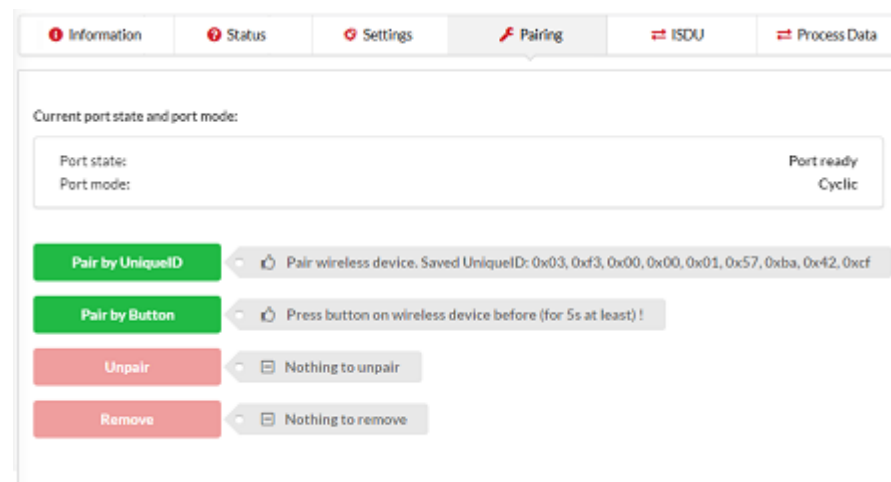 Information Status Settings Pairing ISDU Process Data
Current port state and port mode:
Port state: Port ready
Port mode: Cyclic
Pair by UniqueID Pair wireless device. Saved UniqueID: 0x03, 0xf3, 0x00, 0x00, 0x01, 0x57, 0xba, 0x42, 0xcf
Pair by Button Press button on wireless device before (for 5s at least) !
Unpair Nothing to unpair
Remove Nothing to remove